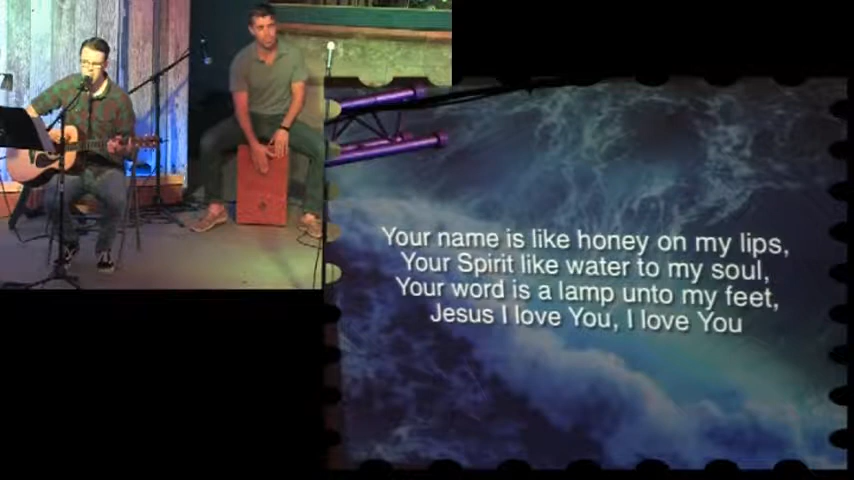 Your name is like honey on my lips,
Your Spirit like water to my soul,
Your word is a lamp unto my feet,
Jesus I love You, I love You